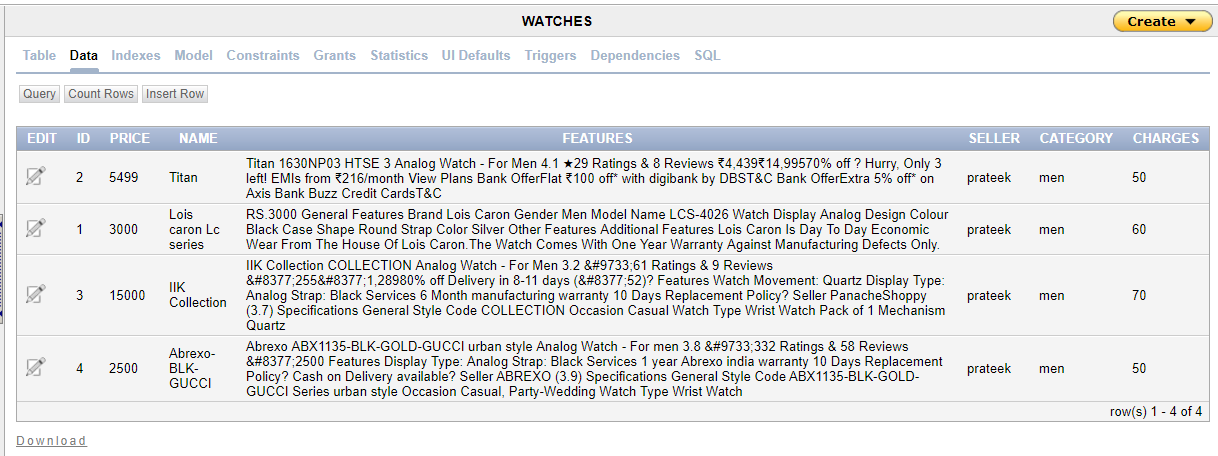 WATCHES
Create
Table Data Indexes Model Constraints Grants Statistics UI Defaults Triggers Dependencies SQL
Query Count Rows Insert Row
EDIT ID PRICE NAME FEATURES SELLER CATEGORY CHARGES
2 5499 Titan
Titan 1630NP03 HTSE 3 Analog Watch - For Men 4.1 ★29 Ratings & 8 Reviews ₹4,439₹14,99570% off ? Hurry, Only 3
left! EMIs from ₹216/month View Plans Bank OfferFlat ₹100 off* with digibank by DBST&C Bank OfferExtra 5% off* on
Axis Bank Buzz Credit CardsT&C
prateek men 50
1 3000
Lois
caron Lc
series
RS.3000 General Features Brand Lois Caron Gender Men Model Name LCS-4026 Watch Display Analog Design Colour
Black Case Shape Round Strap Color Silver Other Features Additional Features Lois Caron Is Day To Day Economic
Wear From The House Of Lois Caron.The Watch Comes With One Year Warranty Against Manufacturing Defects Only.
prateek men 60
3 15000
IIK
Collection
IIK Collection COLLECTION Analog Watch - For Men 3.2 &#9733;61 Ratings & 9 Reviews
&#8377;255&#8377;1,28980% off Delivery in 8-11 days (&#8377;52)? Features Watch Movement: Quartz Display Type:
Analog Strap: Black Services 6 Month manufacturing warranty 10 Days Replacement Policy? Seller PanacheShoppy
(3.7) Specifications General Style Code COLLECTION Occasion Casual Watch Type Wrist Watch Pack of 1 Mechanism
Quartz
prateek men 70
4 2500
Abrexo-
BLK-
GUCCI
Abrexo ABX1135-BLK-GOLD-GUCCI urban style Analog Watch - For men 3.8 &#9733;332 Ratings & 58 Reviews
&#8377;2500 Features Display Type: Analog Strap: Black Services 1 year Abrexo india warranty 10 Days Replacement
Policy? Cash on Delivery available? Seller ABREXO (3.9) Specifications General Style Code ABX1135-BLK-GOLD-
GUCCI Series urban style Occasion Casual, Party-Wedding Watch Type Wrist Watch
prateek men 50
row(s) 1 - 4 of 4
Download